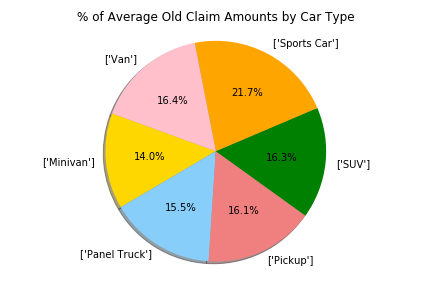 % of Average Old Claim Amounts by Car Type
['Sports Car']
21.7%
['Van']
16.4%
['Minivan']
14.0%
['SUV']
16.3%
['Panel Truck']
15.5%
['Pickup']
16.1%